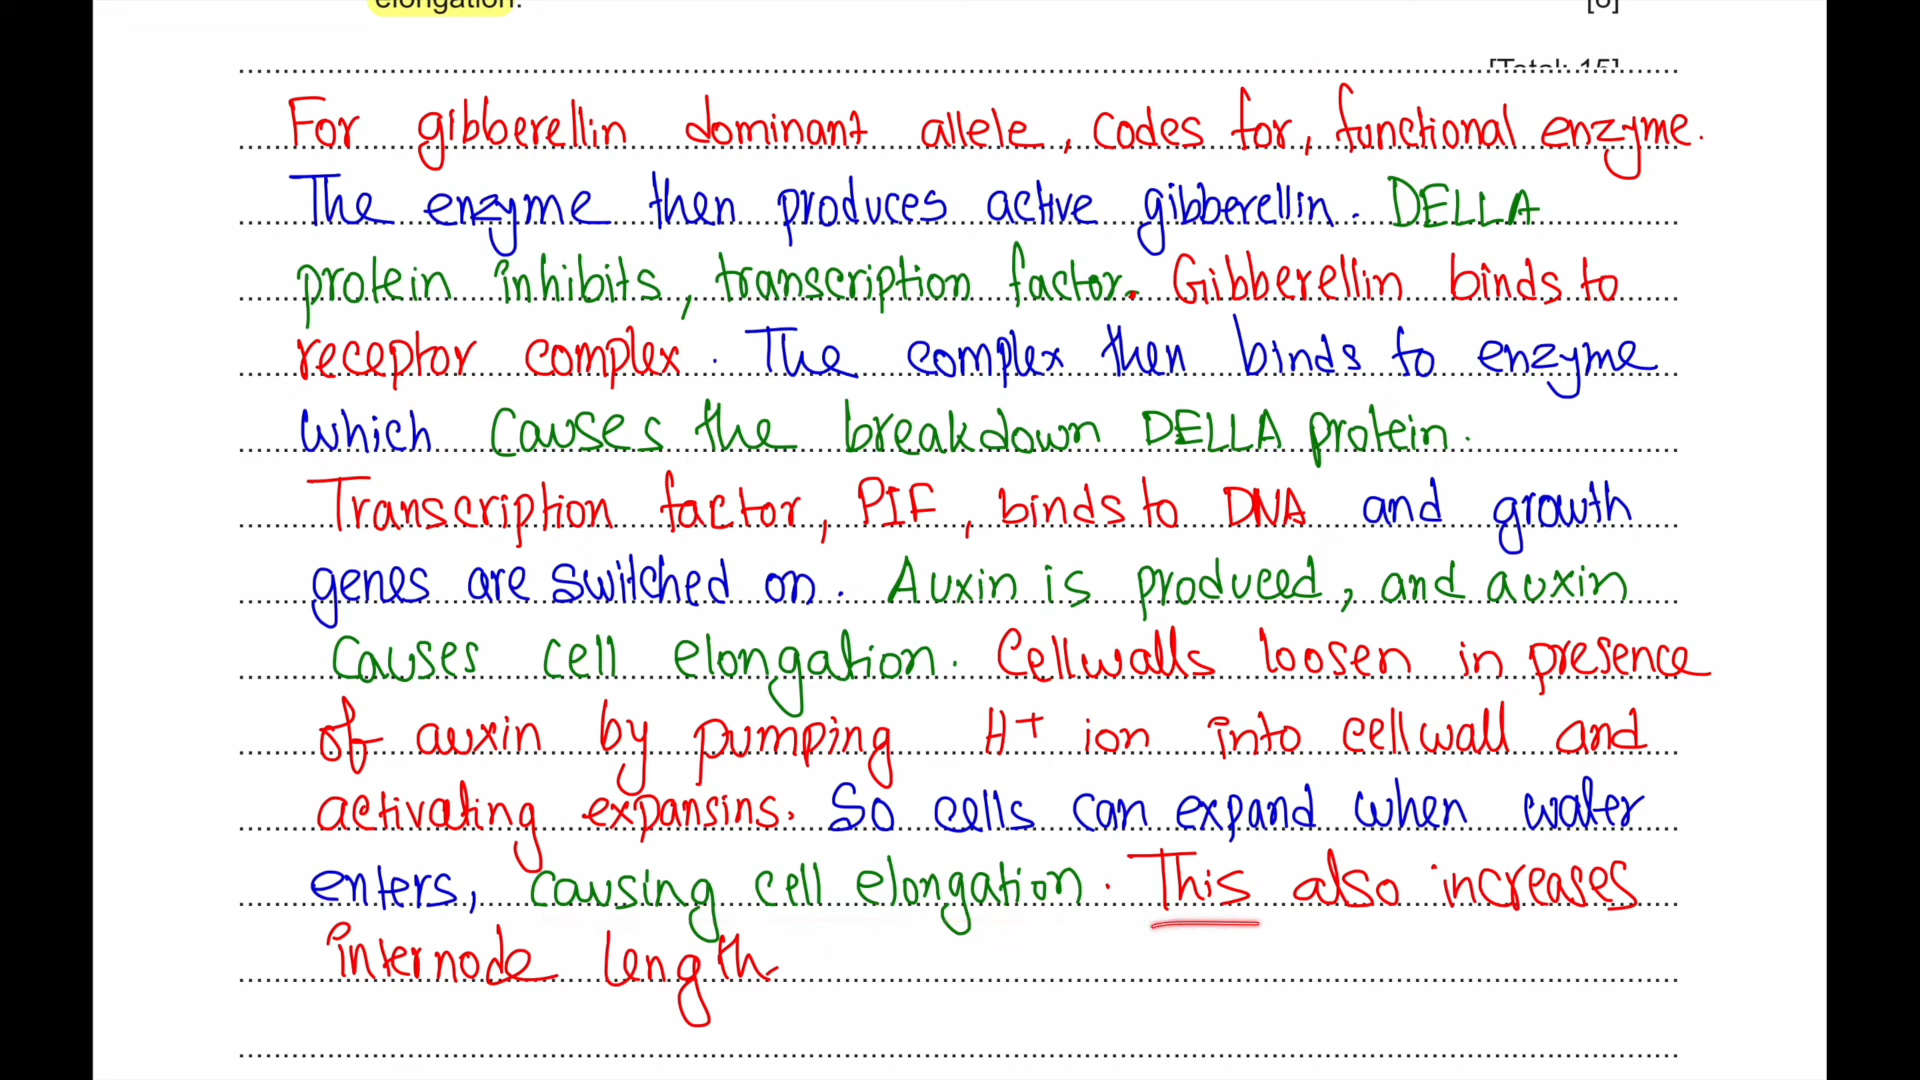 elongation.
[6]
[Total: 15]
For gibberellin dominant allele, codes for, functional enzyme.
The enzyme then produces active gibberellin. DELLA
protein inhibits, transcription factor. Gibberellin binds to
receptor complex. The complex then binds to enzyme
which causes the breakdown DELLA protein.
Transcription factor, PIF, binds to DNA and growth
genes are switched on. Auxin is produced, and auxin
causes cell elongation. Cellwalls loosen in presence
of auxin by pumping H+ ion into cellwall and
activating expansins. So cells can expand when water
enters, causing cell elongation. This also increases
internode length.